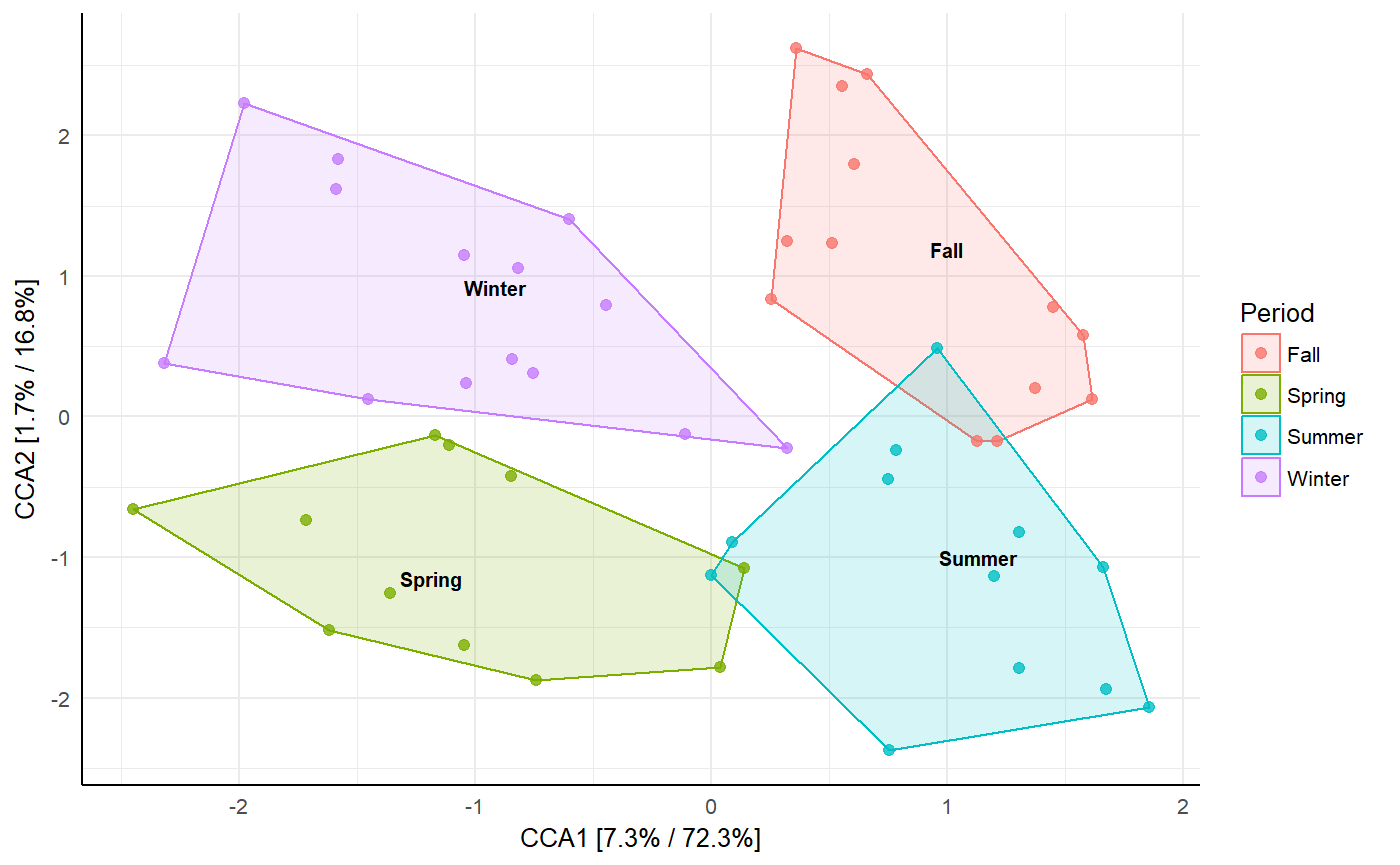 2
1
0
-1
-2
CCA2 [1.7% / 16.8%]
-2
-1
0
1
2
CCA1 [7.3% / 72.3%]
Winter
Fall
Spring
Summer
Period
Fall
Spring
Summer
Winter